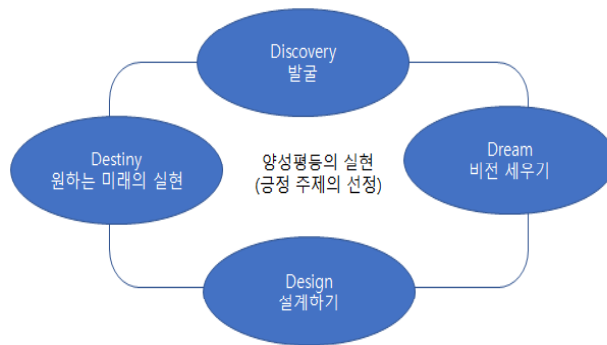 Discovery
발굴
Dream
비전 세우기
양성평등의 실현
(긍정 주제의 선정)
Destiny
원하는 미래의 실현
Design
설계하기